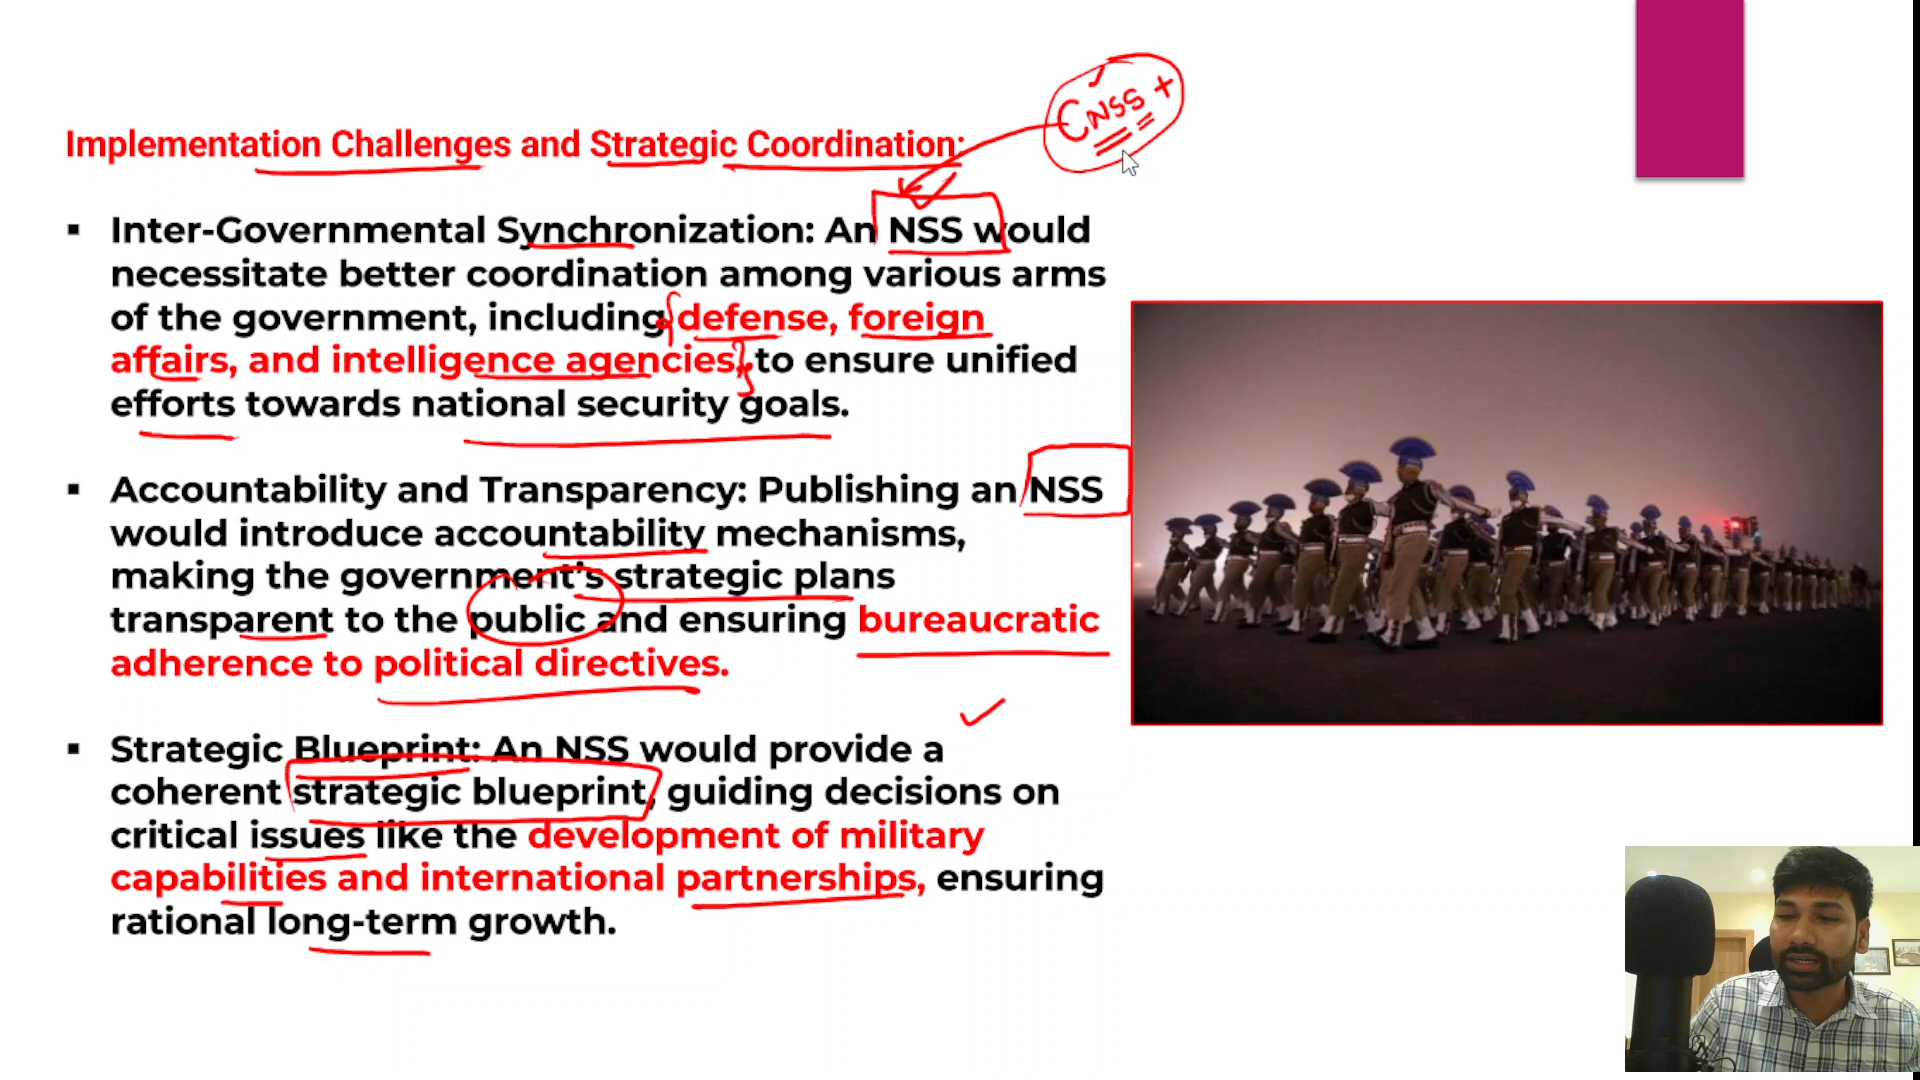 CNSS +
Implementation Challenges and Strategic Coordination:
▪ Inter-Governmental Synchronization: An NSS would
necessitate better coordination among various arms
of the government, including defense, foreign
affairs, and intelligence agencies, to ensure unified
efforts towards national security goals.
▪ Accountability and Transparency: Publishing an NSS
would introduce accountability mechanisms,
making the government's strategic plans
transparent to the public and ensuring bureaucratic
adherence to political directives.
▪ Strategic Blueprint: An NSS would provide a
coherent strategic blueprint, guiding decisions on
critical issues like the development of military
capabilities and international partnerships, ensuring
rational long-term growth.